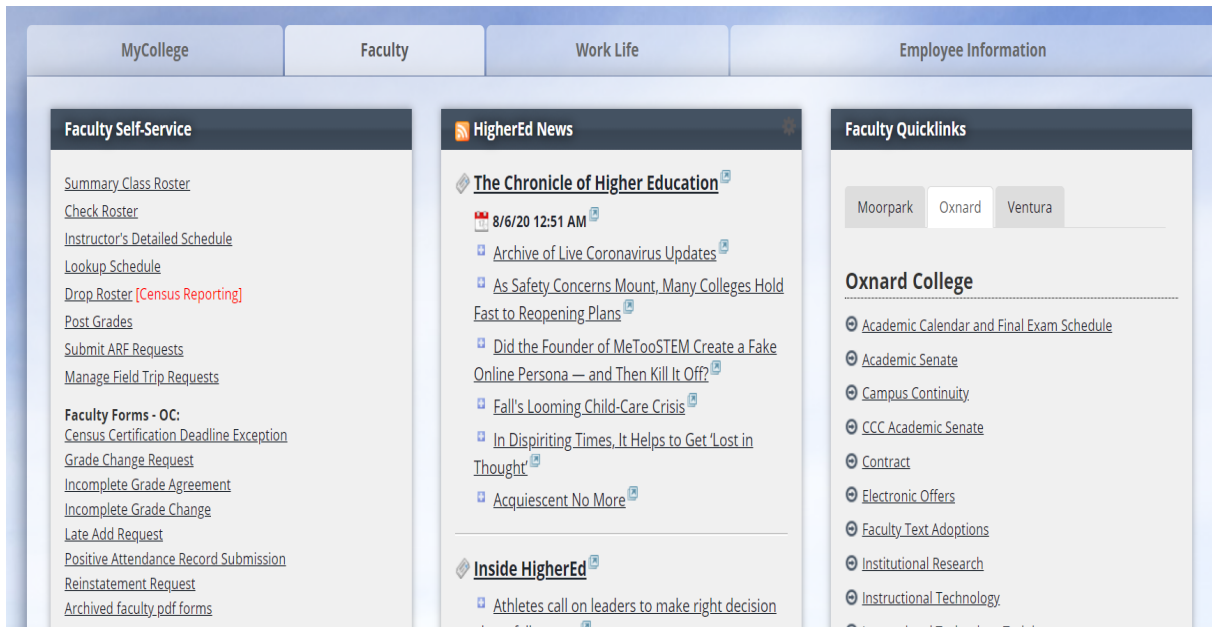 MyCollege
Faculty
Work Life
Employee Information
Faculty Self-Service
Summary Class Roster
Check Roster
Instructor's Detailed Schedule
Lookup Schedule
Drop Roster [Census Reporting]
Post Grades
Submit ARF Requests
Manage Field Trip Requests
Faculty Forms - OC:
Census Certification Deadline Exception
Grade Change Request
Incomplete Grade Agreement
Incomplete Grade Change
Late Add Request
Positive Attendance Record Submission
Reinstatement Request
Archived faculty pdf forms
HigherEd News
The Chronicle of Higher Education
8/6/20 12:51 AM
Archive of Live Coronavirus Updates
As Safety Concerns Mount, Many Colleges Hold
Fast to Reopening Plans
Did the Founder of MeTooSTEM Create a Fake
Online Persona — and Then Kill It Off?
Fall's Looming Child-Care Crisis
In Dispiriting Times, It Helps to Get ‘Lost in
Thought’
Acquiescent No More
Inside HigherEd
Athletes call on leaders to make right decision
Faculty Quicklinks
Moorpark
Oxnard
Ventura
Oxnard College
Academic Calendar and Final Exam Schedule
Academic Senate
Campus Continuity
CCC Academic Senate
Contract
Electronic Offers
Faculty Text Adoptions
Institutional Research
Instructional Technology